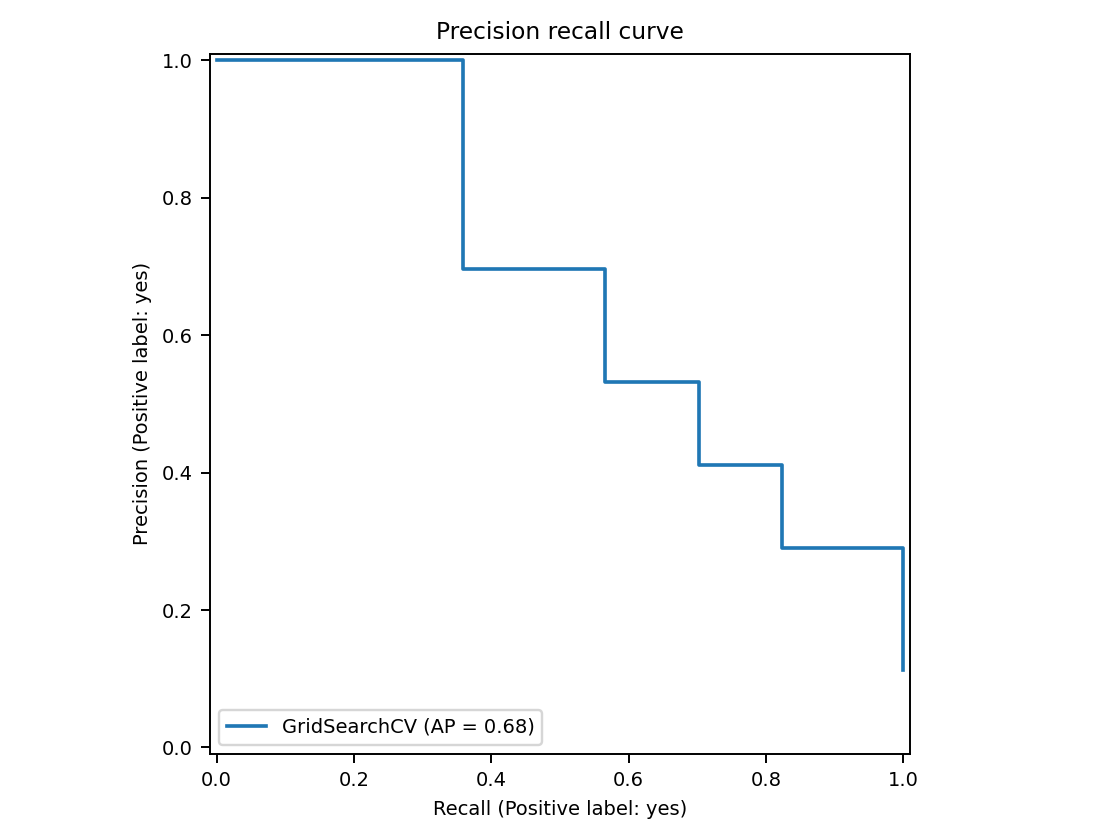 Precision recall curve
1.0
0.8
0.6
0.4
0.2
0.0
Precision (Positive label: yes)
GridSearchCV (AP = 0.68)
0.0 0.2 0.4 0.6 0.8 1.0
Recall (Positive label: yes)